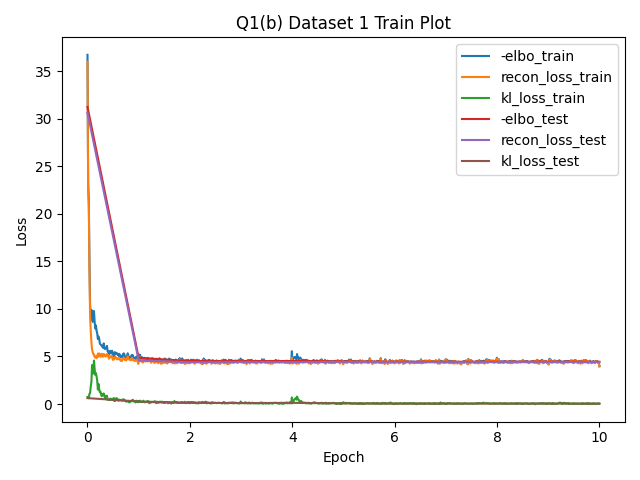 Q1(b) Dataset 1 Train Plot
-elbo_train
recon_loss_train
kl_loss_train
-elbo_test
recon_loss_test
kl_loss_test
Loss
35
30
25
20
15
10
5
0
0 2 4 6 8 10
Epoch